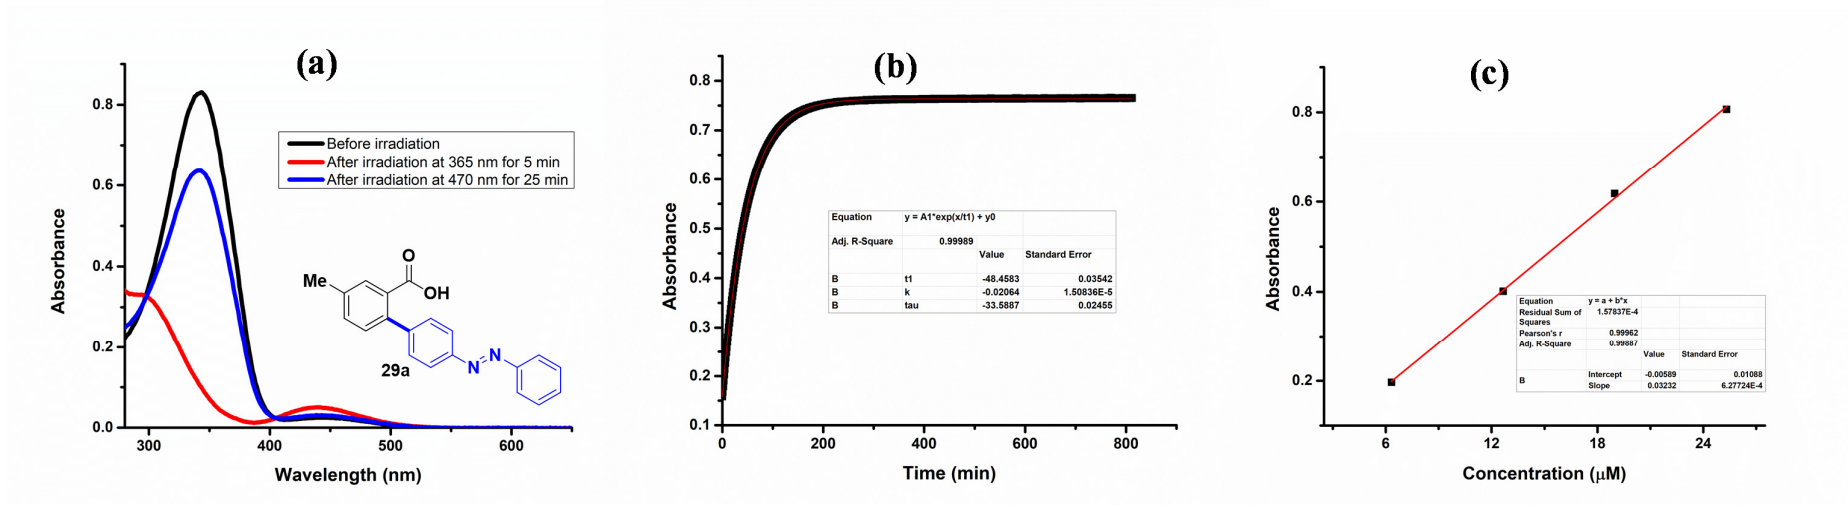 (a)
Absorbance
0.8
0.6
0.4
0.2
0.0
300
400
500
600
Wavelength (nm)
Before irradiation
After irradiation at 365 nm for 5 min
After irradiation at 470 nm for 25 min
Me
O
OH
N
N
29a
(b)
Absorbance
0.8
0.7
0.6
0.5
0.4
0.3
0.2
0.1
0
200
400
600
800
Time (min)
Equation y = A1*exp(x/t1) + y0
Adj. R-Square 0.99989
Value Standard Error
B t1 -48.4583 0.03542
B k -0.02064 1.50836E-5
B tau -33.5887 0.02455
(c)
Absorbance
0.8
0.6
0.4
0.2
6
12
18
24
Concentration (μM)
Equation y = a + b*x
Residual Sum of 1.57837E-4
Squares
Pearson's r 0.99962
Adj. R-Square 0.99887
Value Standard Error
B
Intercept -0.00589 0.01088
Slope 0.03232 6.27724E-4